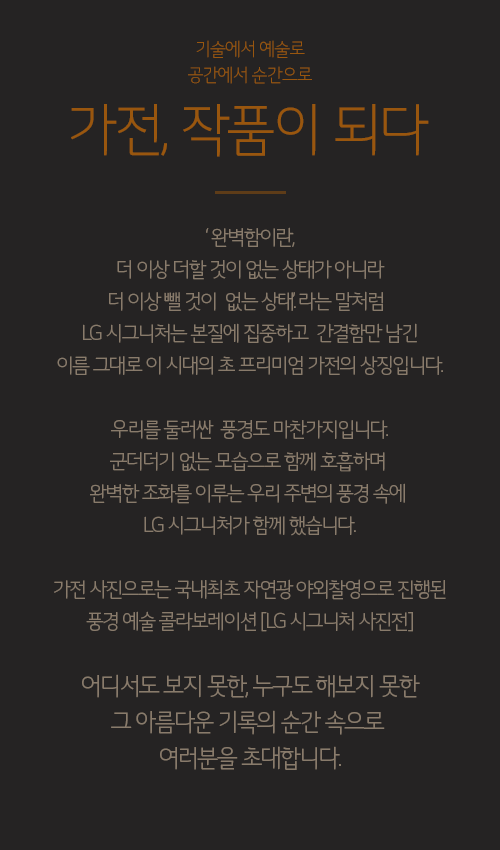 기술에서 예술로
공간에서 순간으로
가전, 작품이 되다
‘완벽함이란,
더 이상 더할 것이 없는 상태가 아니라
더 이상 뺄 것이 없는 상태’라는 말처럼
LG 시그니처는 본질에 집중하고 간결함만 남긴
이름 그대로 이 시대의 초 프리미엄 가전의 상징입니다.
우리를 둘러싼 풍경도 마찬가지입니다.
군더더기 없는 모습으로 함께 호흡하며
완벽한 조화를 이루는 우리 주변의 풍경 속에
LG 시그니처가 함께 했습니다.
가전 사진으로는 국내최초 자연광 야외촬영으로 진행된
풍경 예술 콜라보레이션 [LG 시그니처 사진전]
어디서도 보지 못한, 누구도 해보지 못한
그 아름다운 기록의 순간 속으로
여러분을 초대합니다.